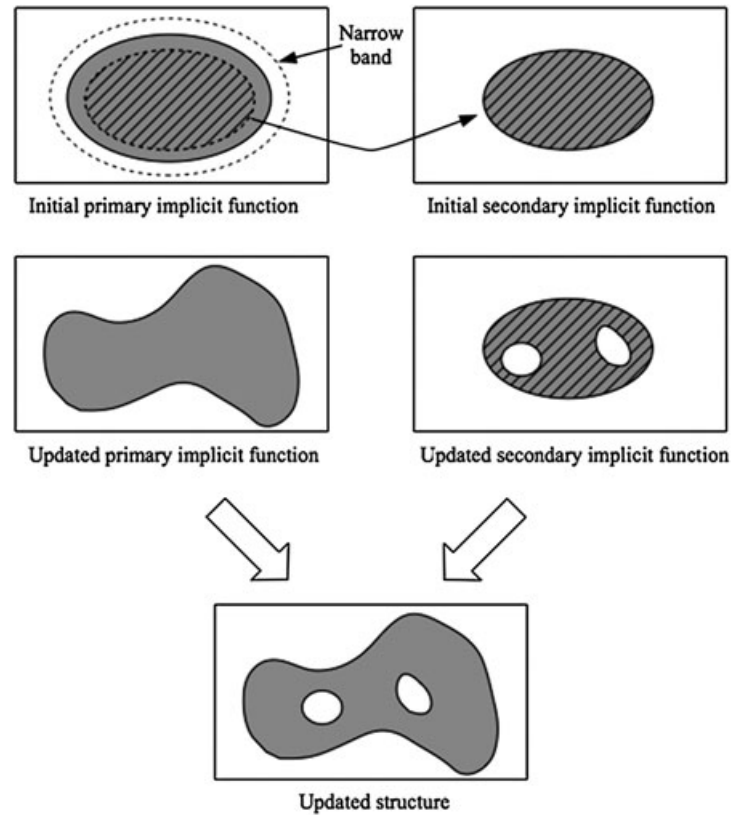 Narrow
band
Initial primary implicit function
Initial secondary implicit function
Updated primary implicit function
Updated secondary implicit function
Updated structure